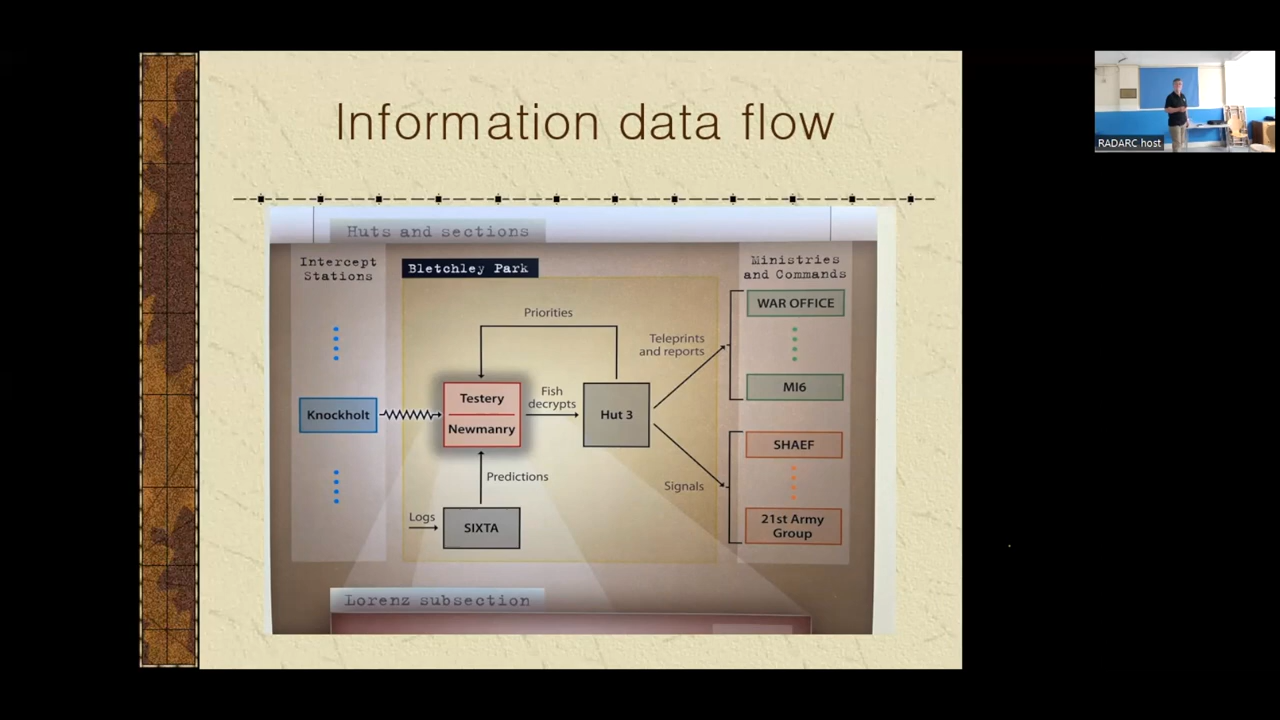 Information data flow
RADARC host
Huts and sections
Intercept
Stations
Bletchley Park
Ministries
and Commands
Priorities
WAR OFFICE
Teleprints
and reports
MI6
Knockholt
Testery
Newmanry
Fish
decrypts
Hut 3
SHAEF
Predictions
Signals
Logs
SIXTA
21st Army
Group
Lorenz subsection